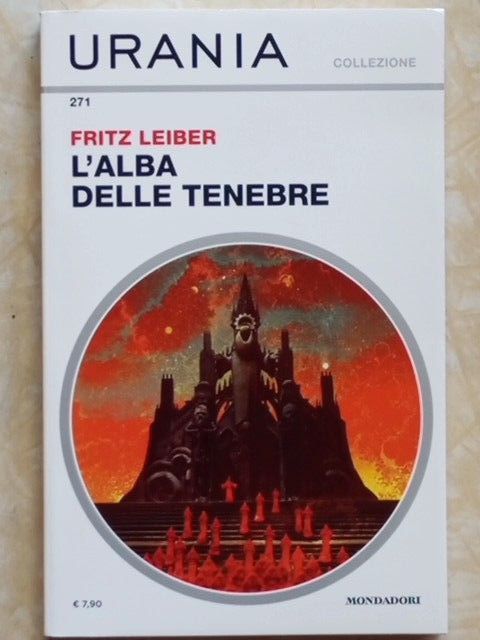 URANIA
COLLEZIONE
271
FRITZ LEIBER
L'ALBA
DELLE TENEBRE
€ 7,90
MONDADORI